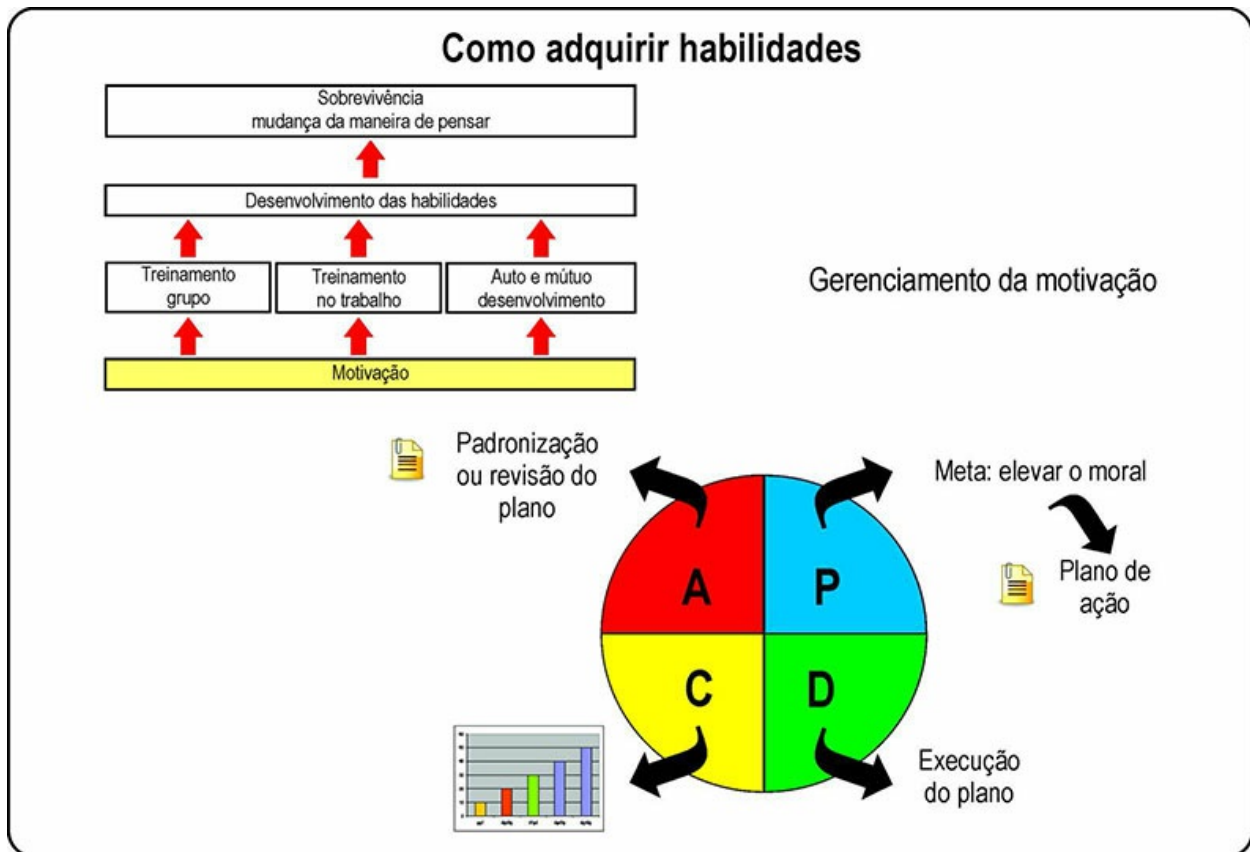 Como adquirir habilidades
Sobrevivência
mudança da maneira de pensar
Desenvolvimento das habilidades
Treinamento
grupo
Treinamento
no trabalho
Auto e mútuo
desenvolvimento
Motivação
Gerenciamento da motivação
Padronização
ou revisão do
plano
Meta: elevar o moral
Plano de
ação
A
P
C
D
Execução
do plano